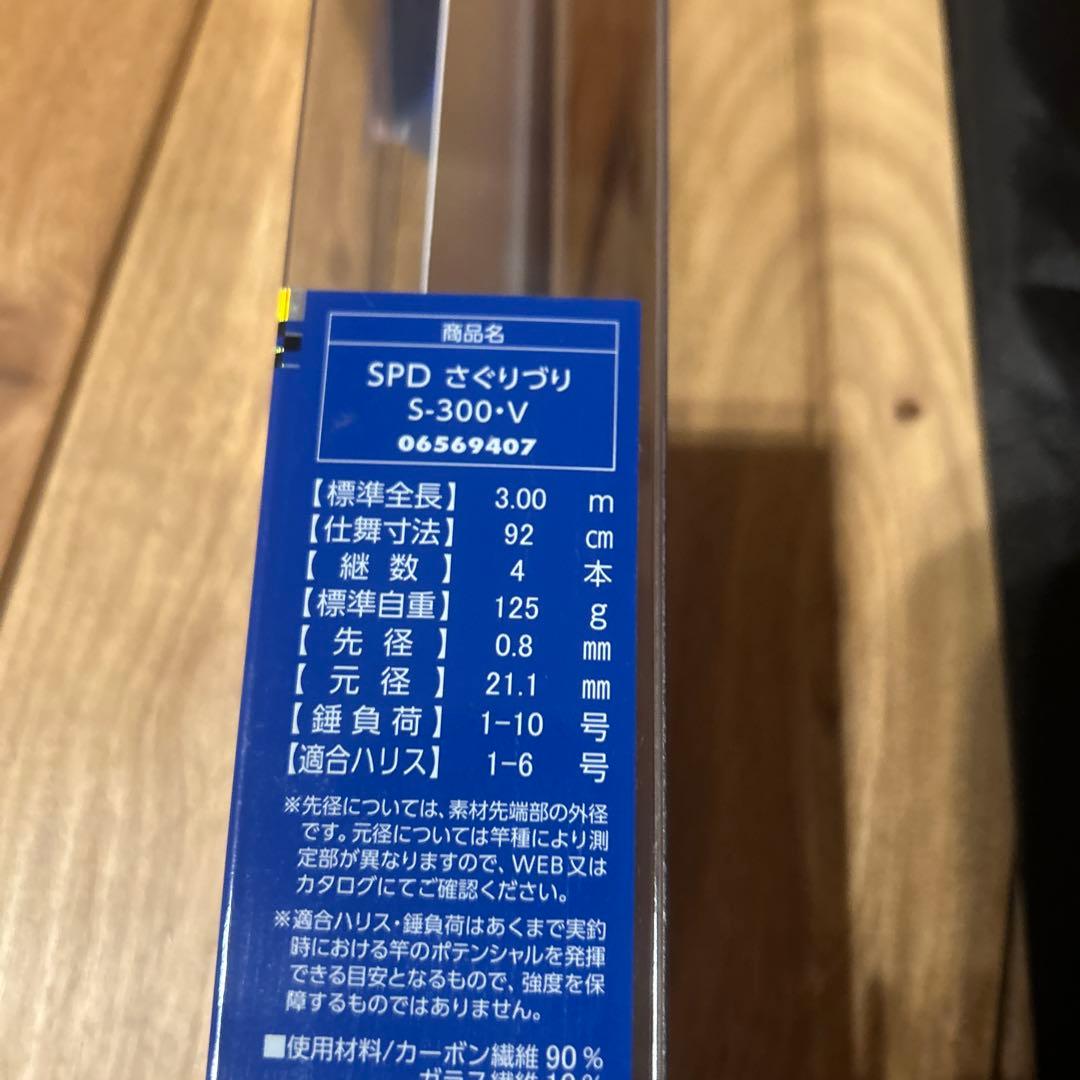 商品名
SPD さぐりづり
S-300・V
06569407
【標準全長】 3.00 m
【仕舞寸法】 92 cm
【継数】 4 本
【標準自重】 125 g
【先径】 0.8 mm
【元径】 21.1 mm
【錘負荷】 1-10 号
【適合ハリス】 1-6 号
※先径については、素材先端部の外径
です。元径については竿種により測
定部が異なりますので、WEB又は
カタログにてご確認ください。
※適合ハリス・錘負荷はあくまで実釣
時における竿のポテンシャルを発揮
できる目安となるもので、強度を保
障するものではありません。
■使用材料/カーボン繊維 90%
ガラス繊維 10%